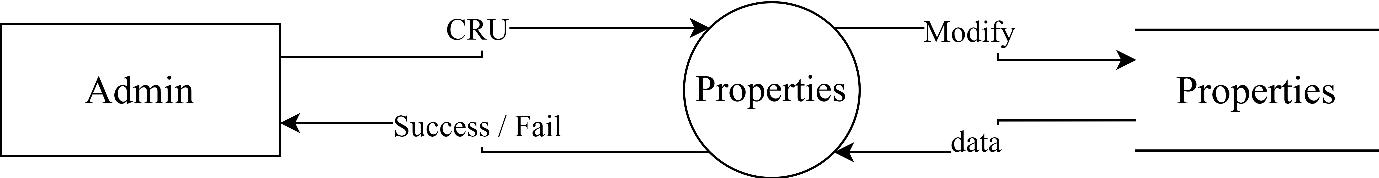 CRU
Modify
Admin
Properties
Properties
Success / Fail
data